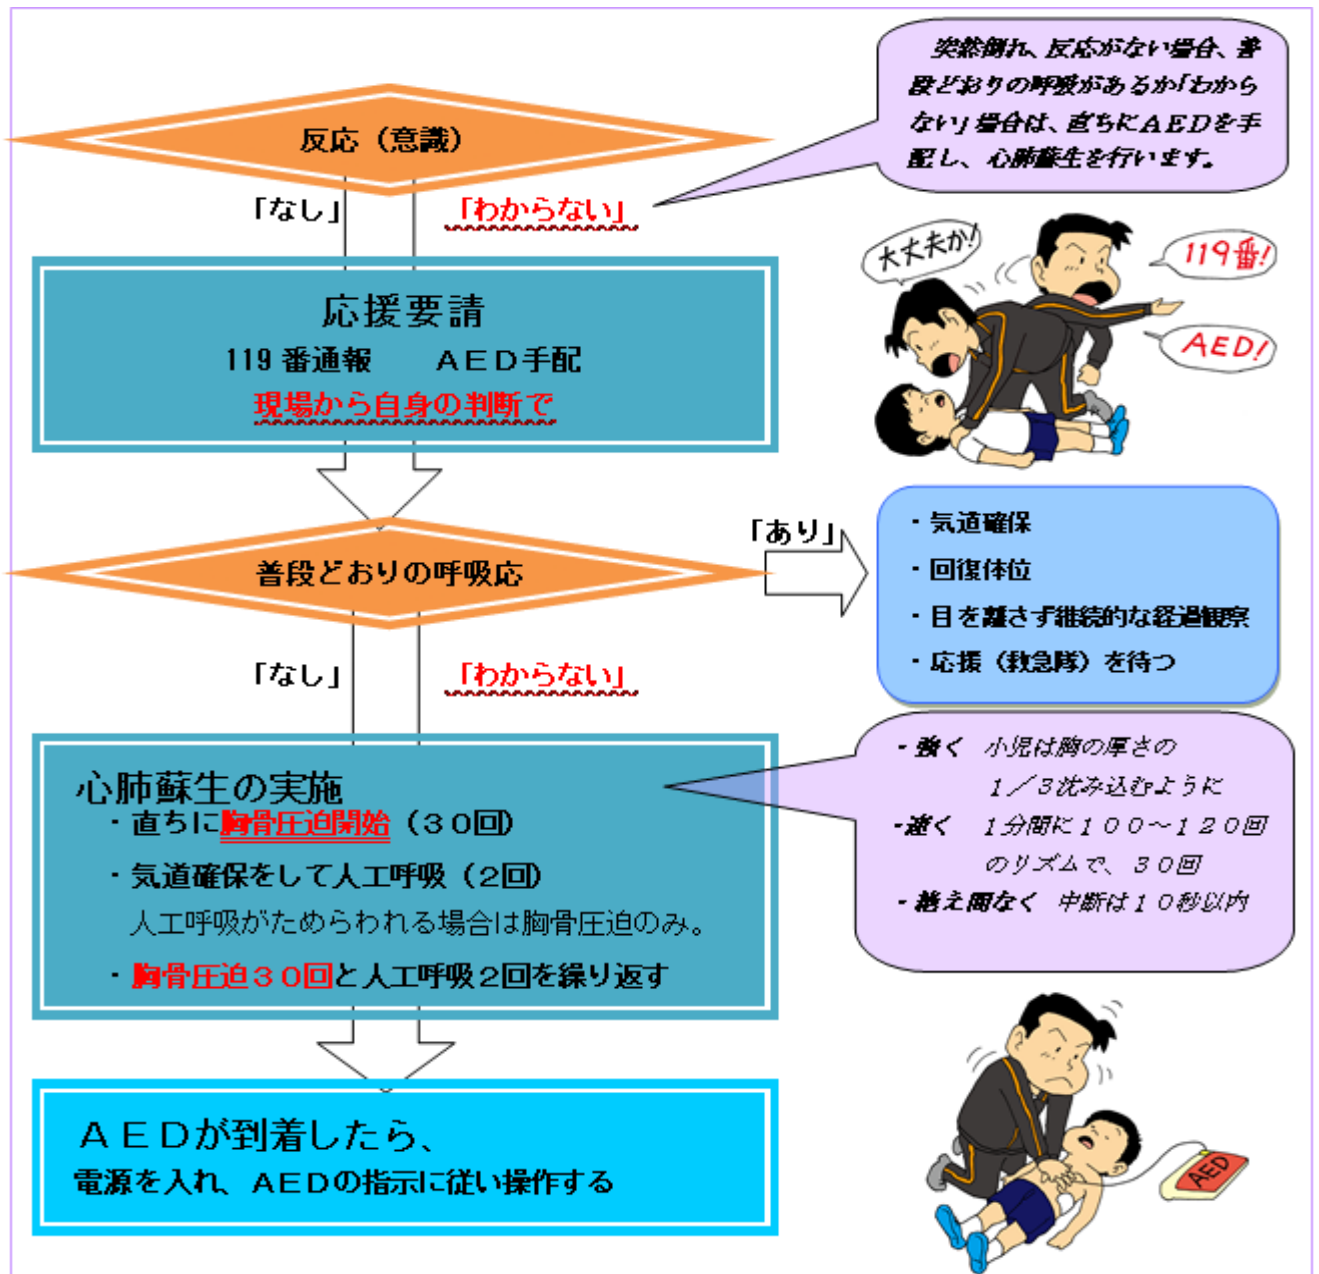 突然倒れ、反応がない場合、普
段どおりの呼吸があるか「わから
ない」場合は、直ちにAEDを手
配し、心肺蘇生を行います。
反応（意識）
「なし」 「わからない」
応援要請
119番通報　　AED手配
現場から自身の判断で
大丈夫か!
119番!
AED!
普段どおりの呼吸応
「あり」
・気道確保
・回復体位
・目を離さず継続的な経過観察
・応援（救急隊）を待つ
「なし」 「わからない」
心肺蘇生の実施
・直ちに胸骨圧迫開始（３０回）
・気道確保をして人工呼吸（２回）
人工呼吸がためらわれる場合は胸骨圧迫のみ。
・胸骨圧迫３０回と人工呼吸２回を繰り返す
・強く　小児は胸の厚さの
１／３沈み込むように
・速く　１分間に１００～１２０回
のリズムで、３０回
・絶え間なく　中断は１０秒以内
ＡＥＤが到着したら、
電源を入れ、ＡＥＤの指示に従い操作する
AED